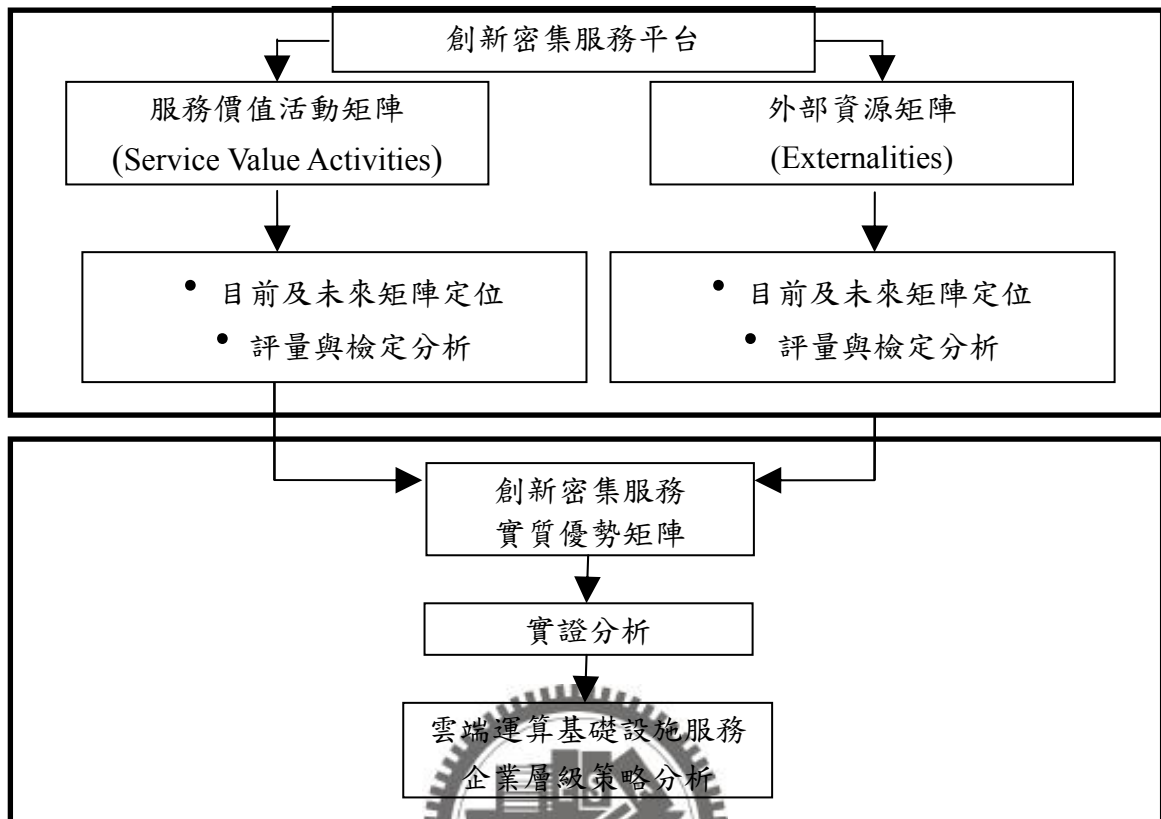 創新密集服務平台
服務價值活動矩陣
(Service Value Activities)
外部資源矩陣
(Externalities)
• 目前及未來矩陣定位
• 評量與檢定分析
• 目前及未來矩陣定位
• 評量與檢定分析
創新密集服務
實質優勢矩陣
實證分析
雲端運算基礎設施服務
企業層級策略分析